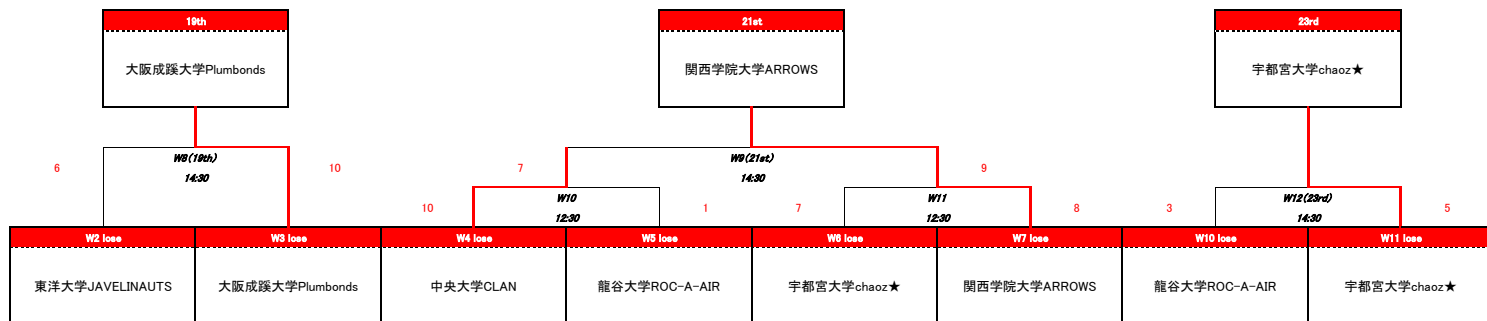 19th
21st
23rd
大阪成蹊大学Plumbonds
関西学院大学ARROWS
宇都宮大学chaoz★
6
W8(19th)
14:30
10
7
W9(21st)
14:30
9
10
W10
12:30
1
7
W11
12:30
8
3
W12(23rd)
14:30
5
W2 lose
W3 lose
W4 lose
W5 lose
W6 lose
W7 lose
W10 lose
W11 lose
東洋大学JAVELINAUTS
大阪成蹊大学Plumbonds
中央大学CLAN
龍谷大学ROC-A-AIR
宇都宮大学chaoz★
関西学院大学ARROWS
龍谷大学ROC-A-AIR
宇都宮大学chaoz★